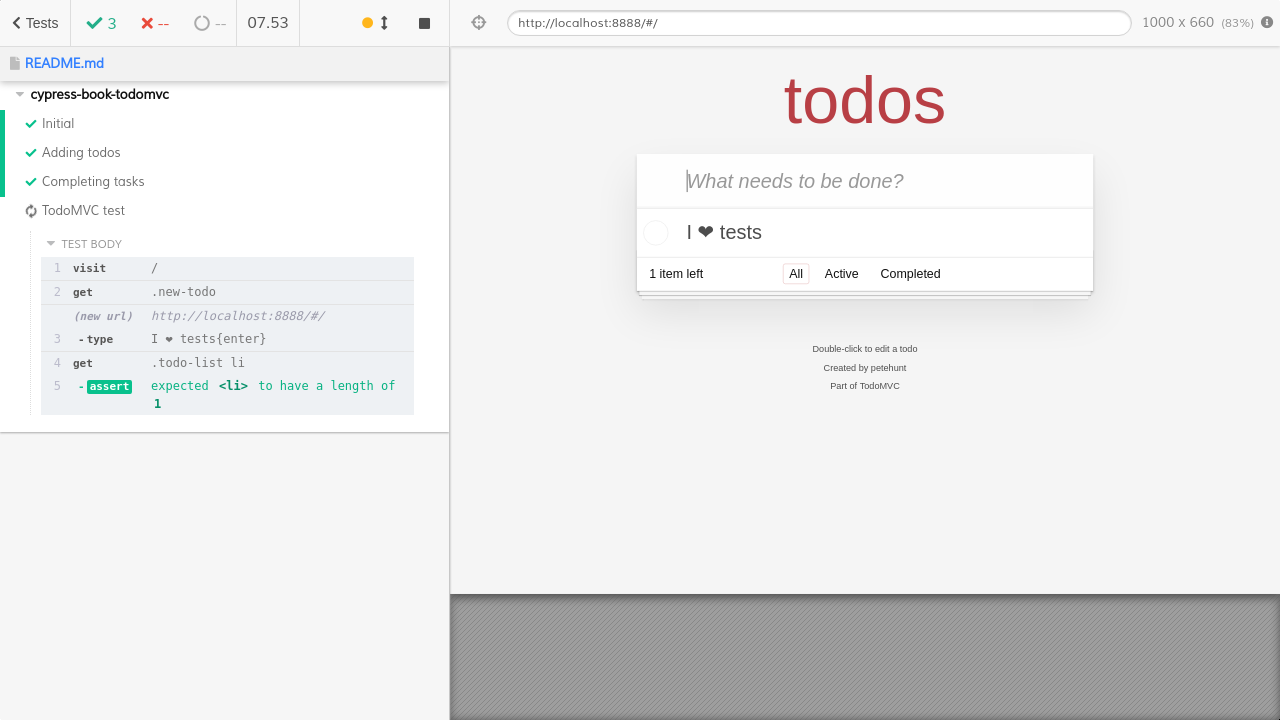 Tests 3 -- -- 07.53
README.md
cypress-book-todomvc
Initial
Adding todos
Completing tasks
TodoMVC test
TEST BODY
1 visit /
2 get .new-todo
(new url) http://localhost:8888/#/
3 -type I ❤ tests{enter}
4 get .todo-list li
5 -assert expected <li> to have a length of
1
http://localhost:8888/#/ 1000 x 660 (83%)
todos
What needs to be done?
I ❤ tests
1 item left All Active Completed
Double-click to edit a todo
Created by petehunt
Part of TodoMVC